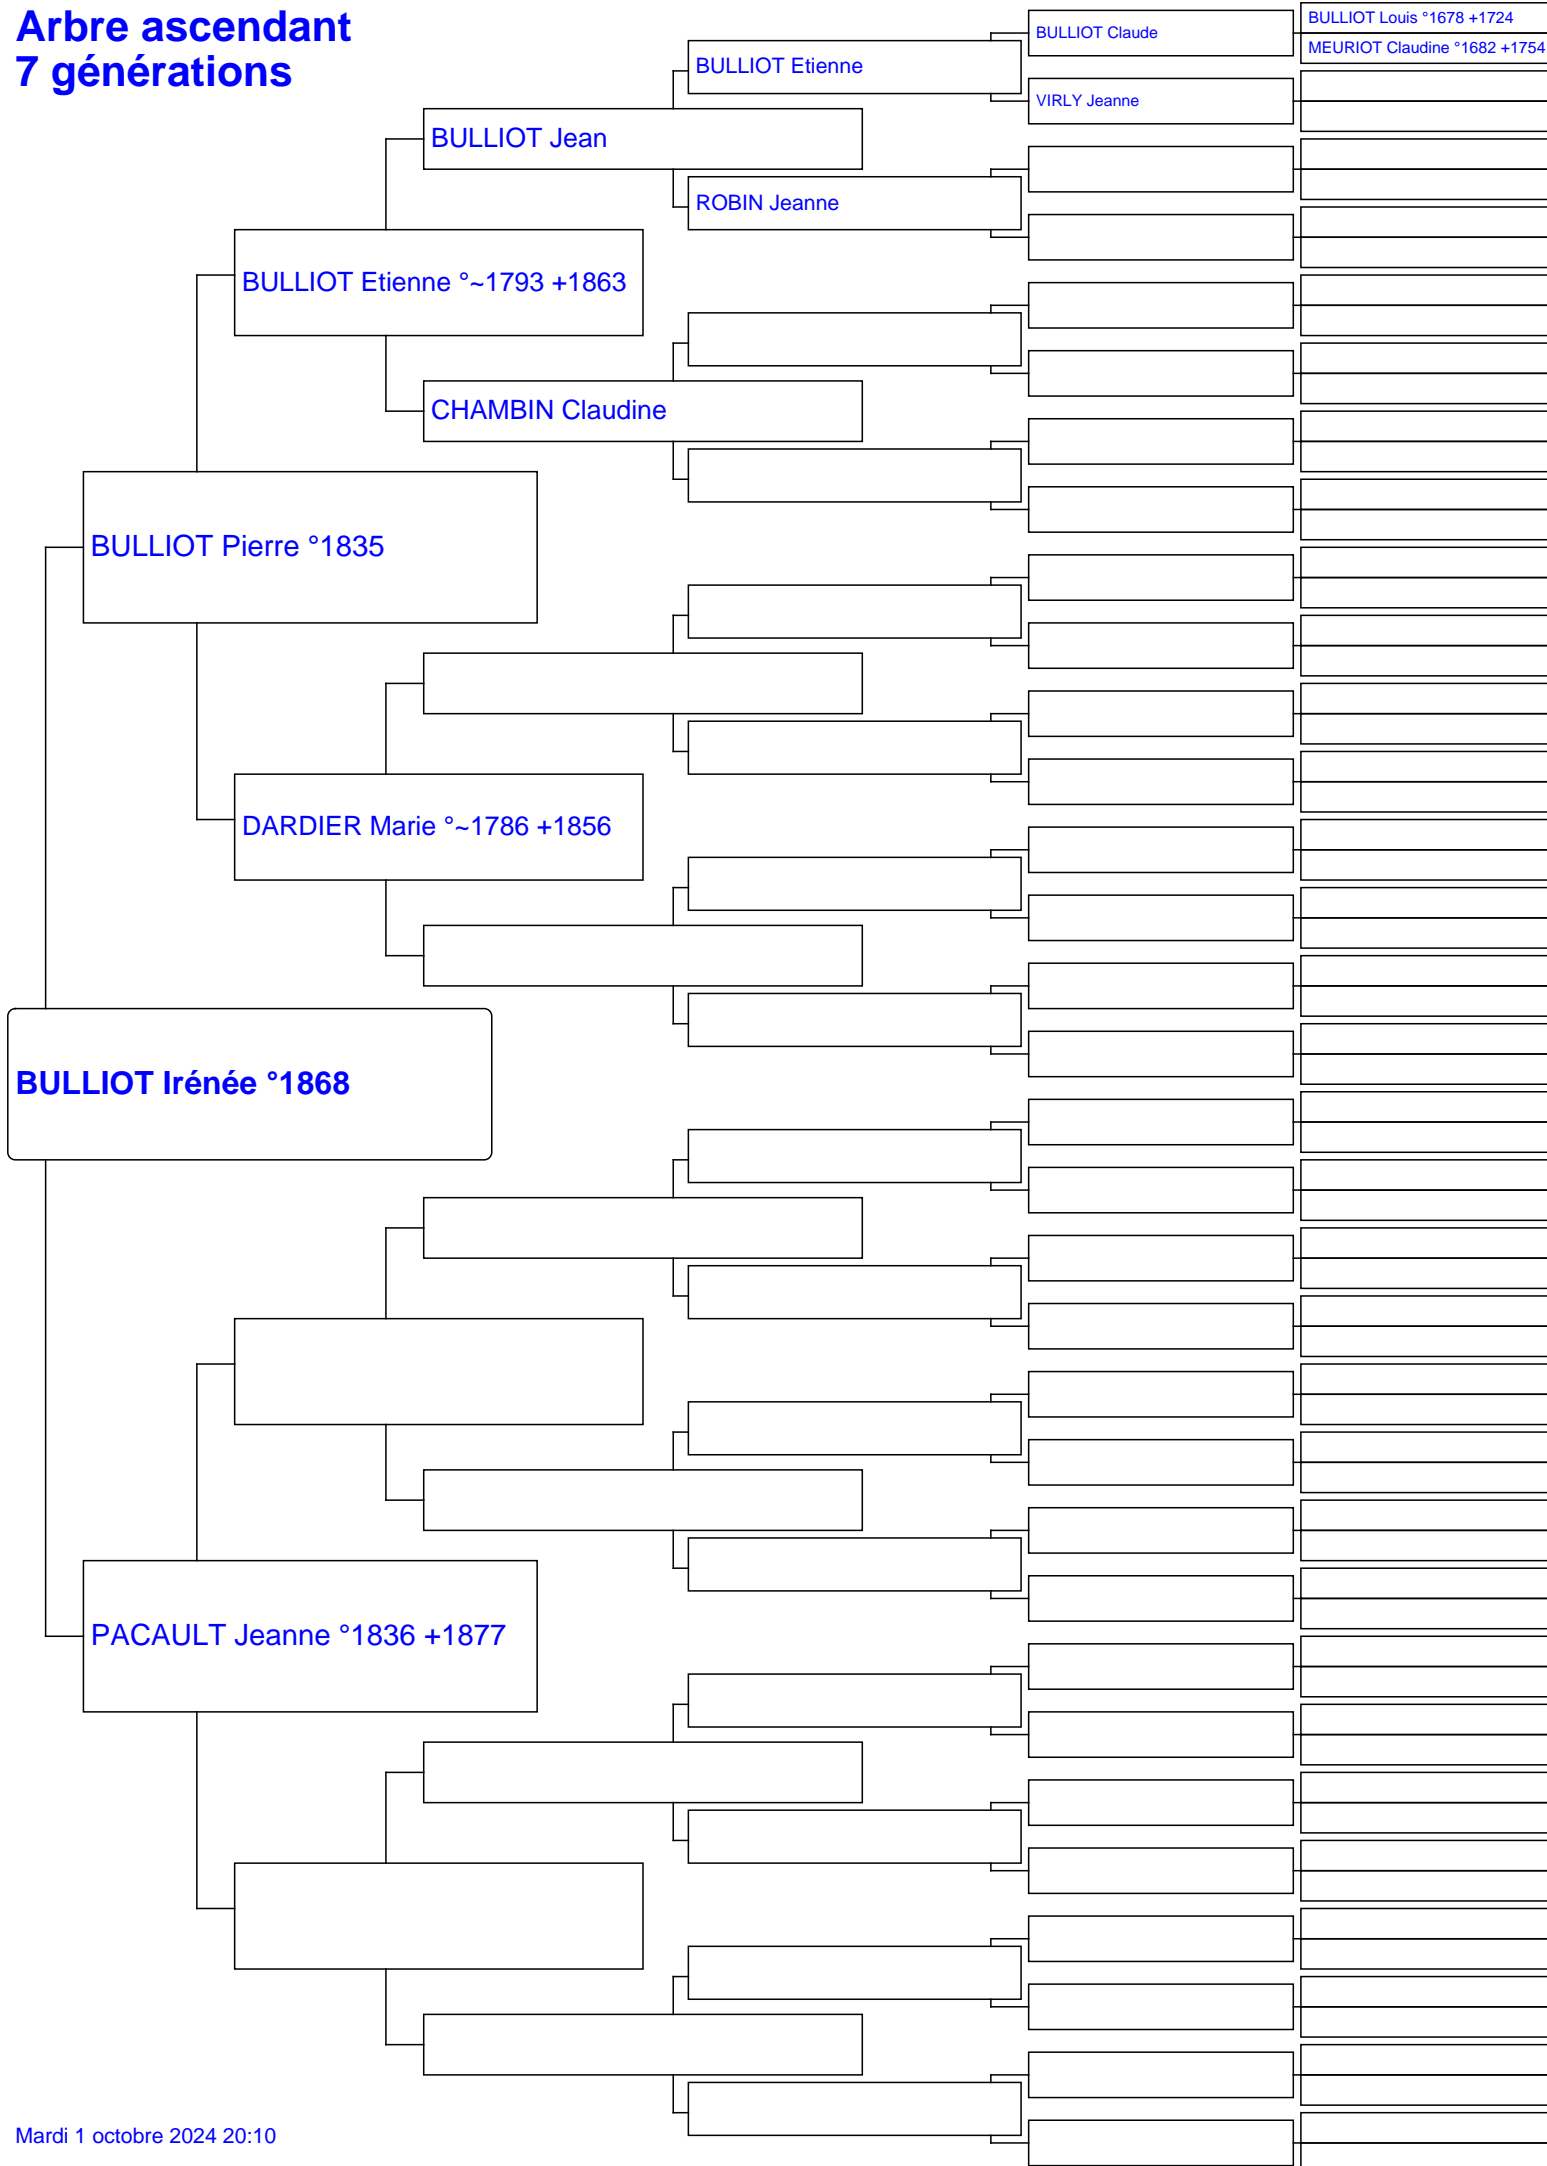 Arbre ascendant
7 générations
BULLIOT Claude
BULLIOT Louis °1678 +1724
MEURIOT Claudine °1682 +1754
BULLIOT Etienne
VIRLY Jeanne
BULLIOT Jean
ROBIN Jeanne
BULLIOT Etienne °~1793 +1863
CHAMBIN Claudine
BULLIOT Pierre °1835
DARDIER Marie °~1786 +1856
BULLIOT Irénée °1868
PACAULT Jeanne °1836 +1877
Mardi 1 octobre 2024 20:10